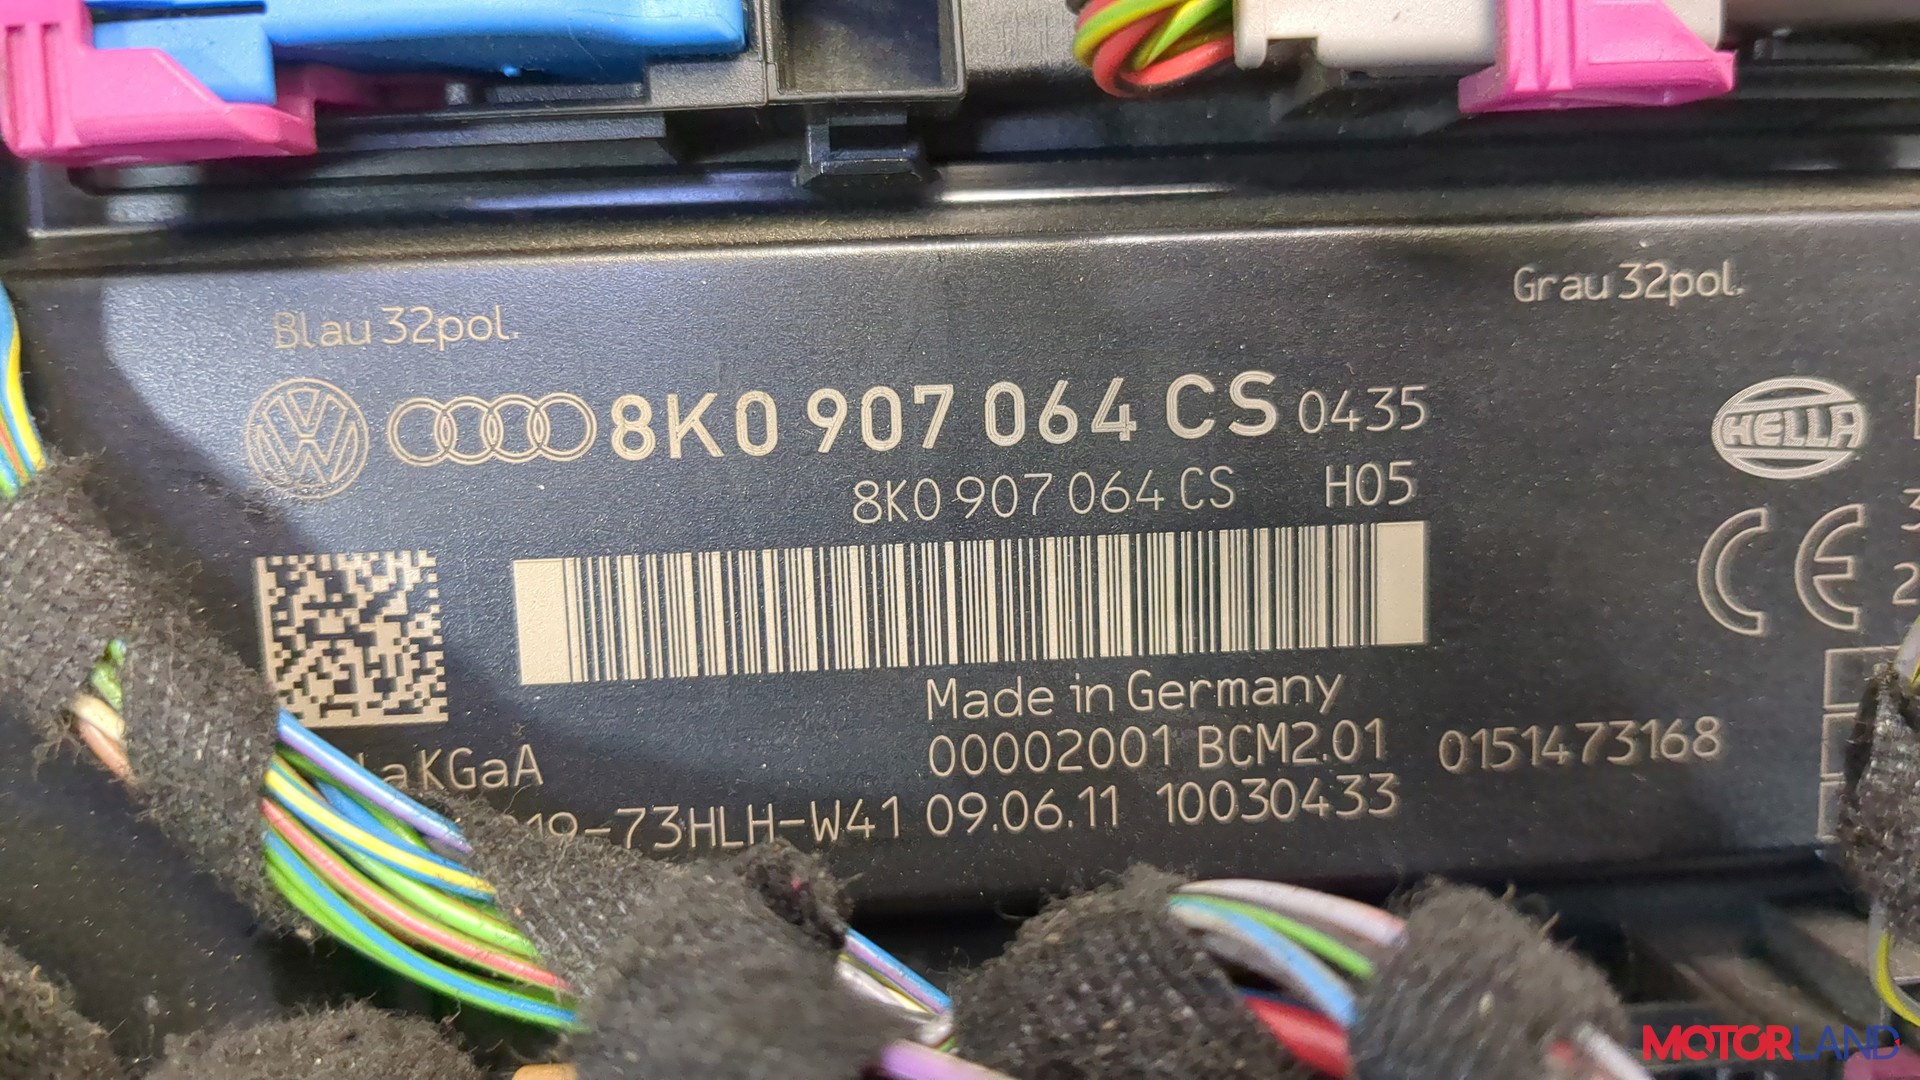 Blau 32pol.
Grau 32pol.
8K0 907 064 CS 0435
HELLA
8K0 907 064 CS H05
CE
Made in Germany
00002001 BCM2.01 0151473168
KGaA
-73HLH-W41 09.06.11 10030433
MOTORLAND